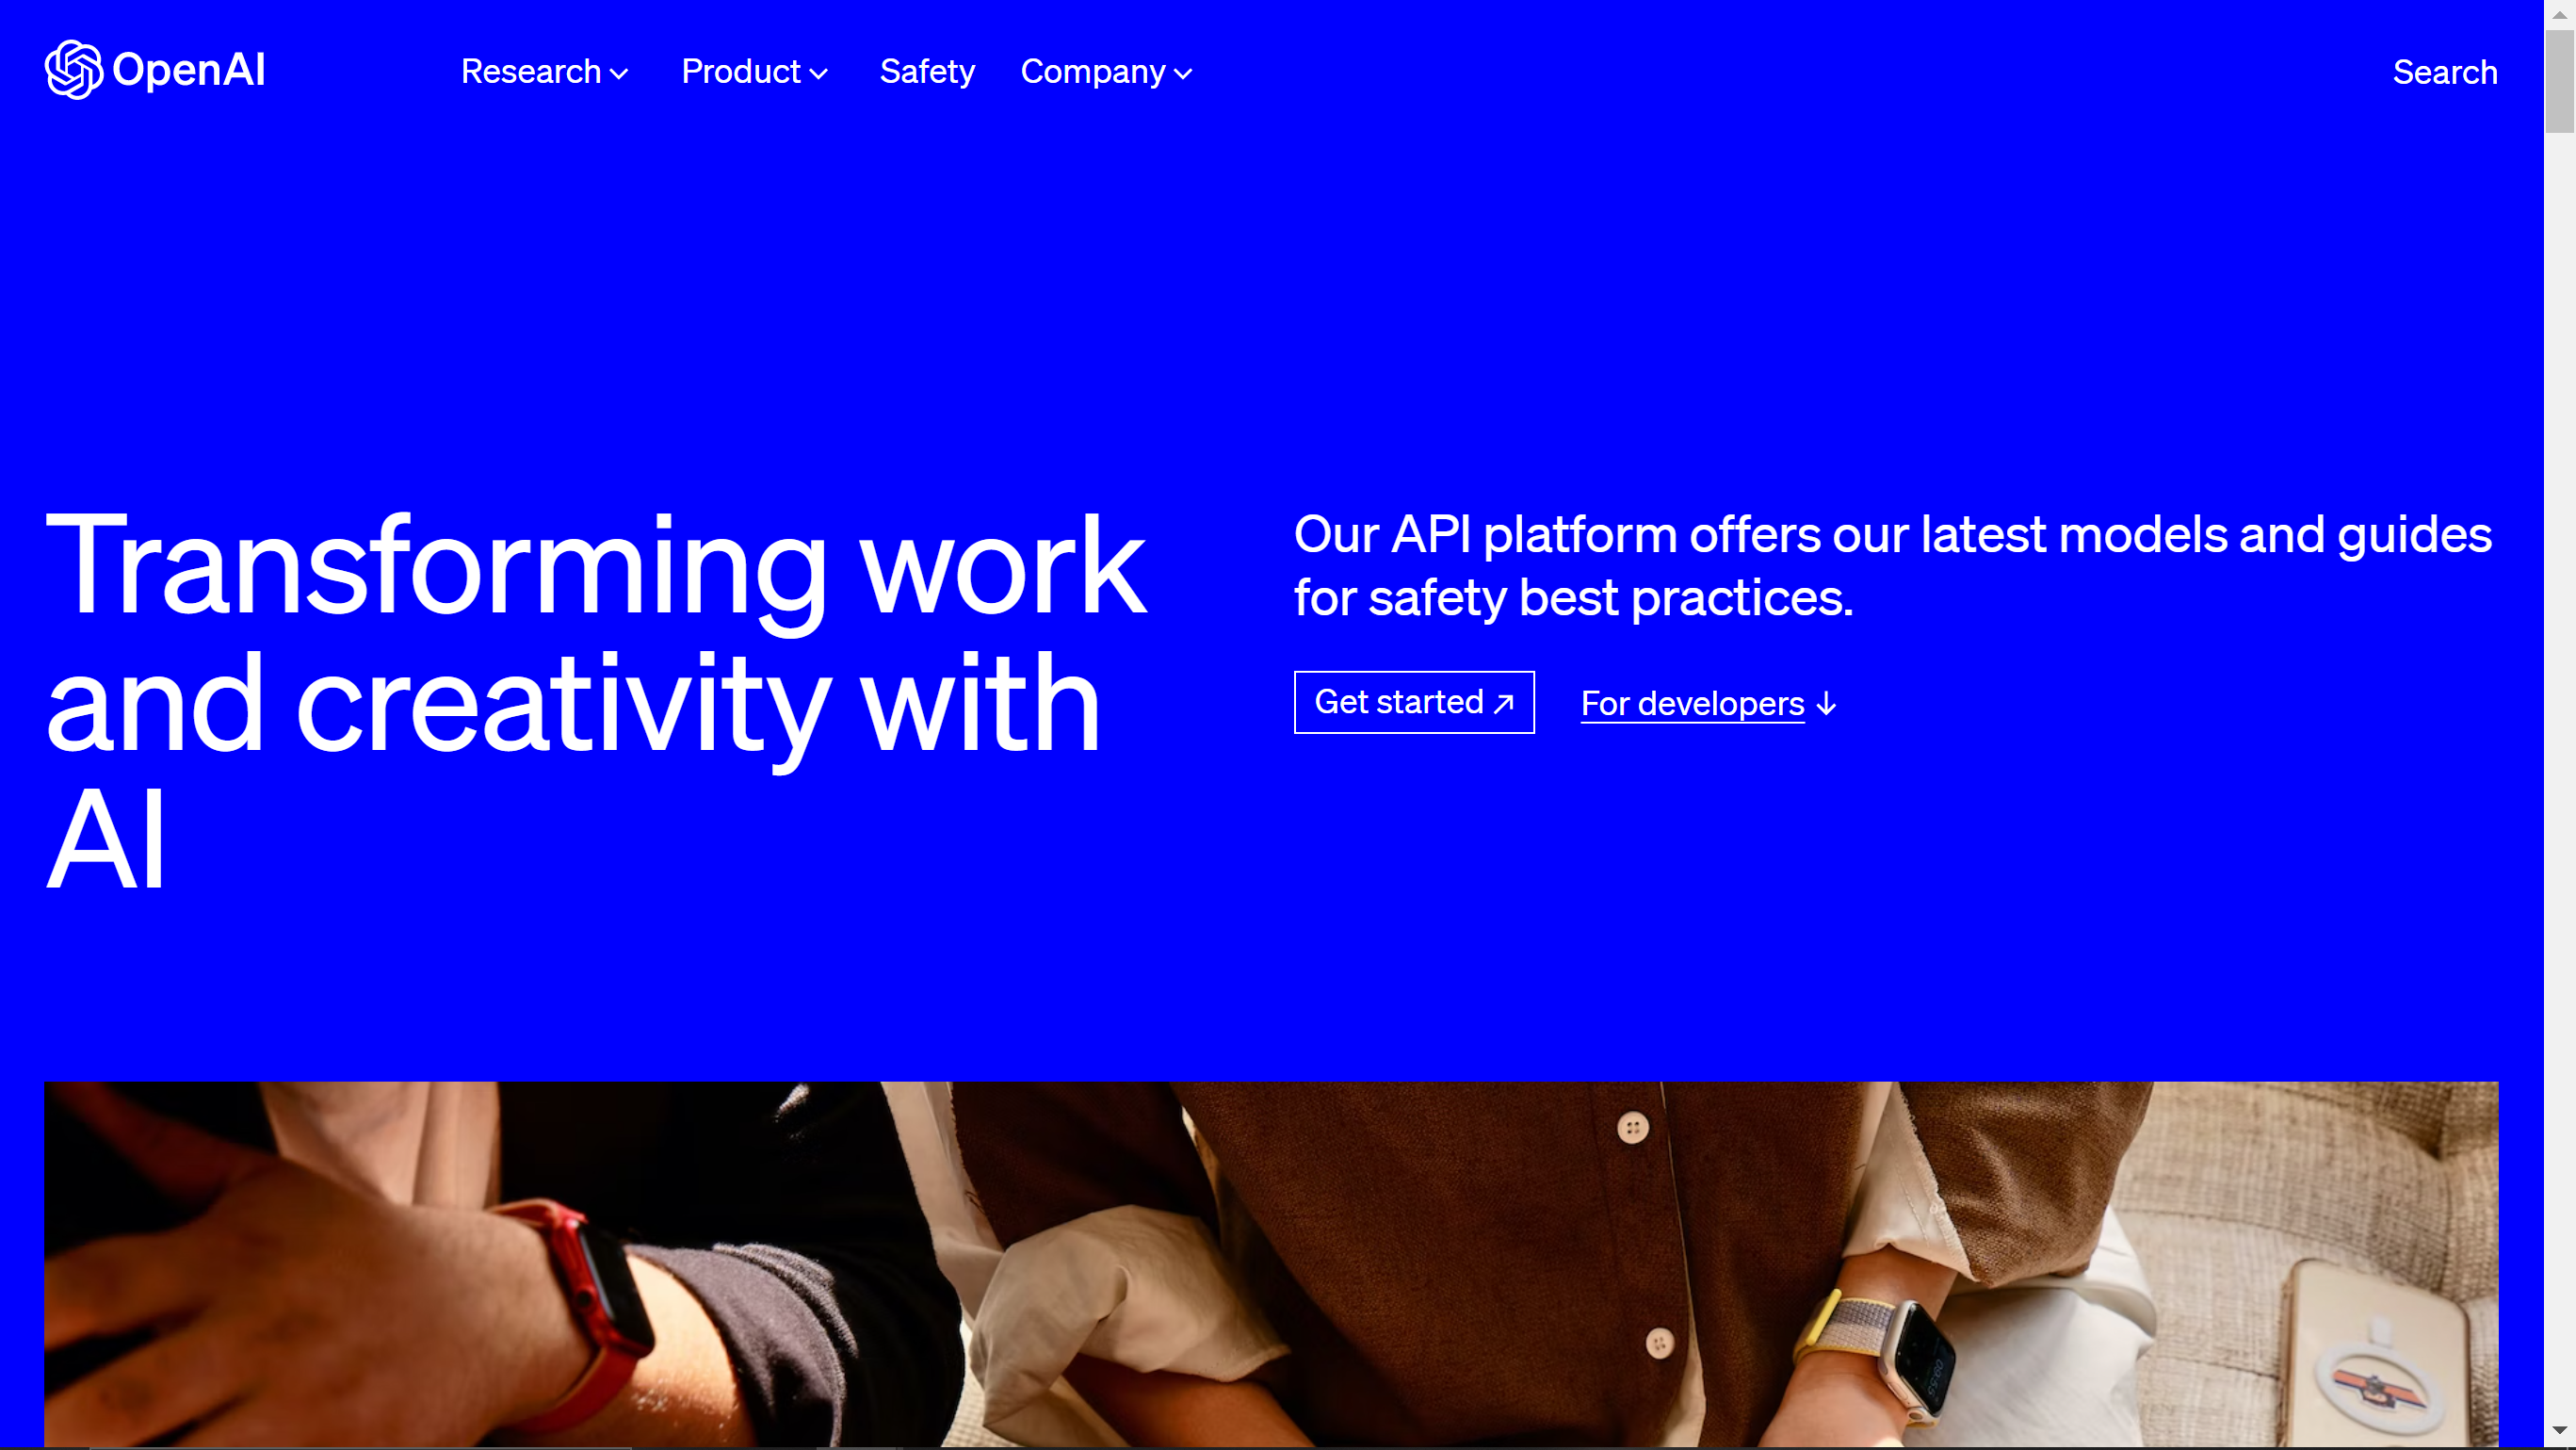 OpenAI
Research
Product
Safety
Company
Search
Transforming work
and creativity with
AI
Our API platform offers our latest models and guides
for safety best practices.
Get started ↗
For developers ↓